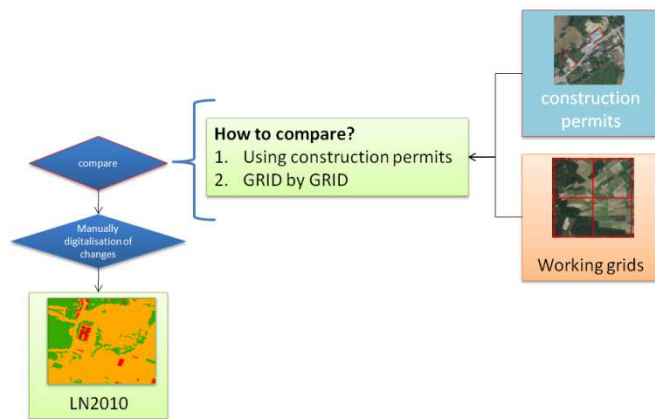 compare
Manually
digitalisation of
changes
LN2010
How to compare?
1. Using construction permits
2. GRID by GRID
construction
permits
Working grids